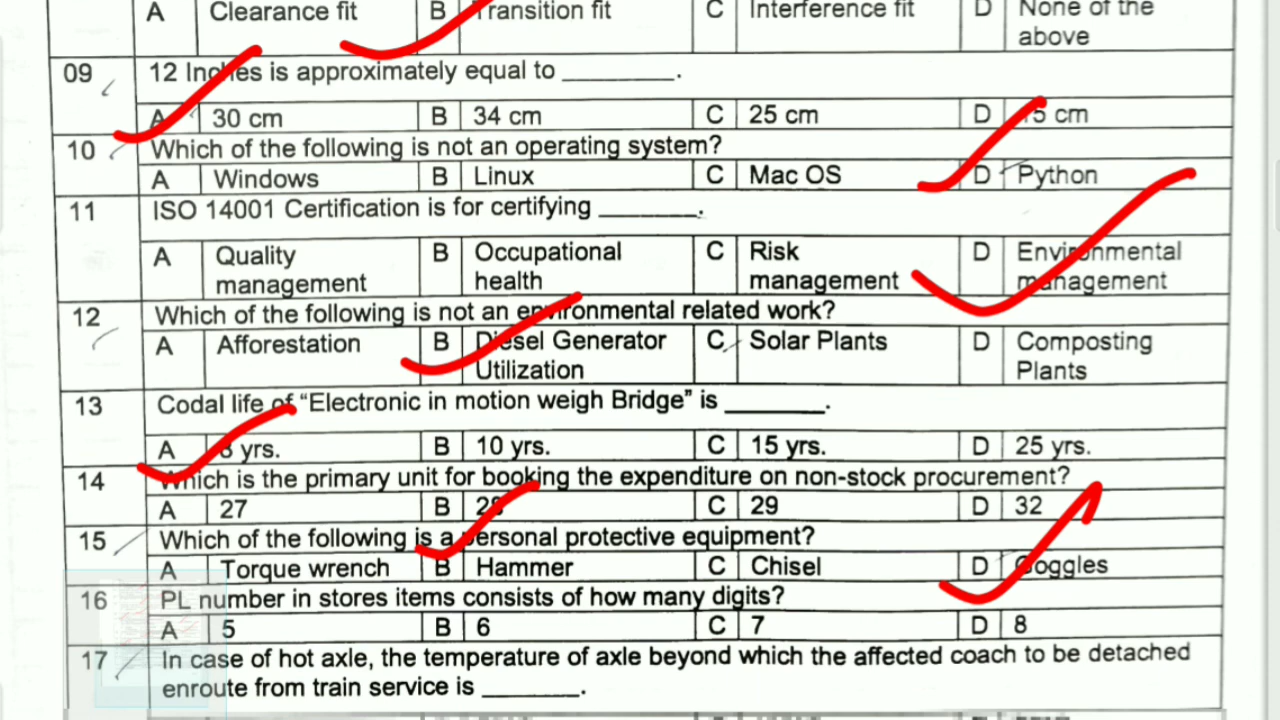 A Clearance fit B Transition fit C Interference fit D None of the
above
09 12 Inches is approximately equal to ________.
A 30 cm B 34 cm C 25 cm D 15 cm
10 Which of the following is not an operating system?
A Windows B Linux C Mac OS D Python
11 ISO 14001 Certification is for certifying _______.
A Quality B Occupational C Risk D Environmental
management health management management
12 Which of the following is not an environmental related work?
A Afforestation B Diesel Generator C Solar Plants D Composting
Utilization Plants
13 Codal life of “Electronic in motion weigh Bridge” is _______.
A yrs. B 10 yrs. C 15 yrs. D 25 yrs.
14 Which is the primary unit for booking the expenditure on non-stock procurement?
A 27 B C 29 D 32
15 Which of the following is a personal protective equipment?
A Torque wrench B Hammer C Chisel D Goggles
16 PL number in stores items consists of how many digits?
A 5 B 6 C 7 D 8
17 In case of hot axle, the temperature of axle beyond which the affected coach to be detached
enroute from train service is _______.